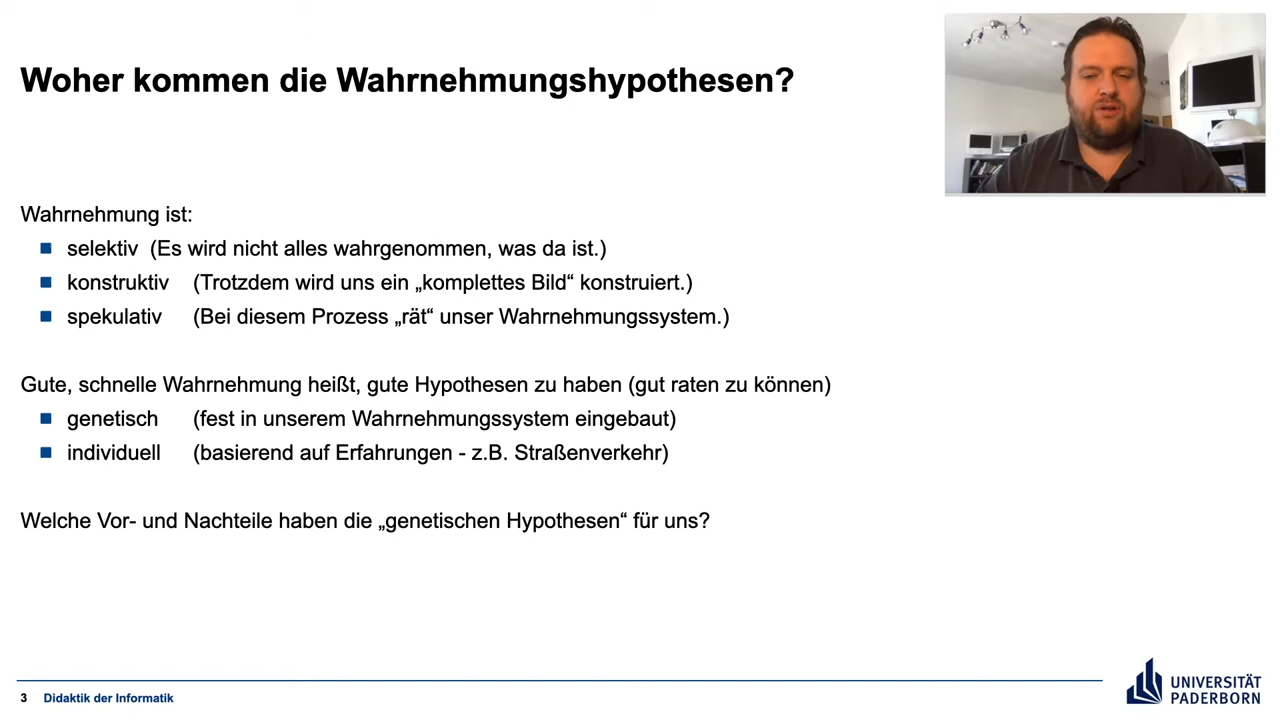 Woher kommen die Wahrnehmungshypothesen?
Wahrnehmung ist:
selektiv (Es wird nicht alles wahrgenommen, was da ist.)
konstruktiv (Trotzdem wird uns ein „komplettes Bild“ konstruiert.)
spekulativ (Bei diesem Prozess „rät“ unser Wahrnehmungssystem.)
Gute, schnelle Wahrnehmung heißt, gute Hypothesen zu haben (gut raten zu können)
genetisch (fest in unserem Wahrnehmungssystem eingebaut)
individuell (basierend auf Erfahrungen - z.B. Straßenverkehr)
Welche Vor- und Nachteile haben die „genetischen Hypothesen“ für uns?
3 Didaktik der Informatik
UNIVERSITÄT
PADERBORN